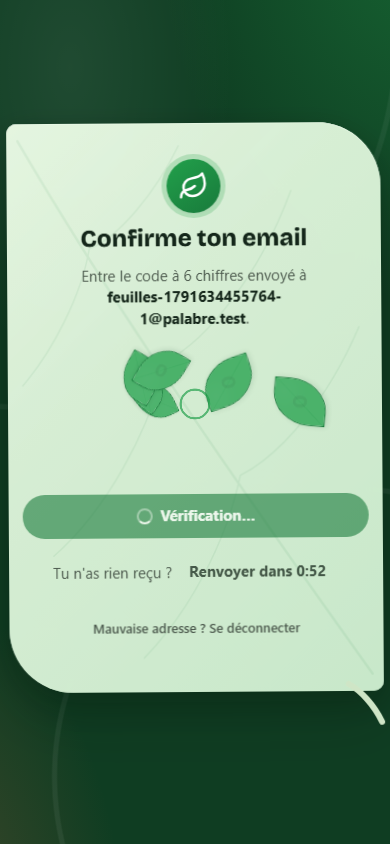 Confirme ton email
Entre le code à 6 chiffres envoyé à
feuilles-1791634455764-
1@palabre.test.
Vérification...
Tu n'as rien reçu ? Renvoyer dans 0:52
Mauvaise adresse ? Se déconnecter